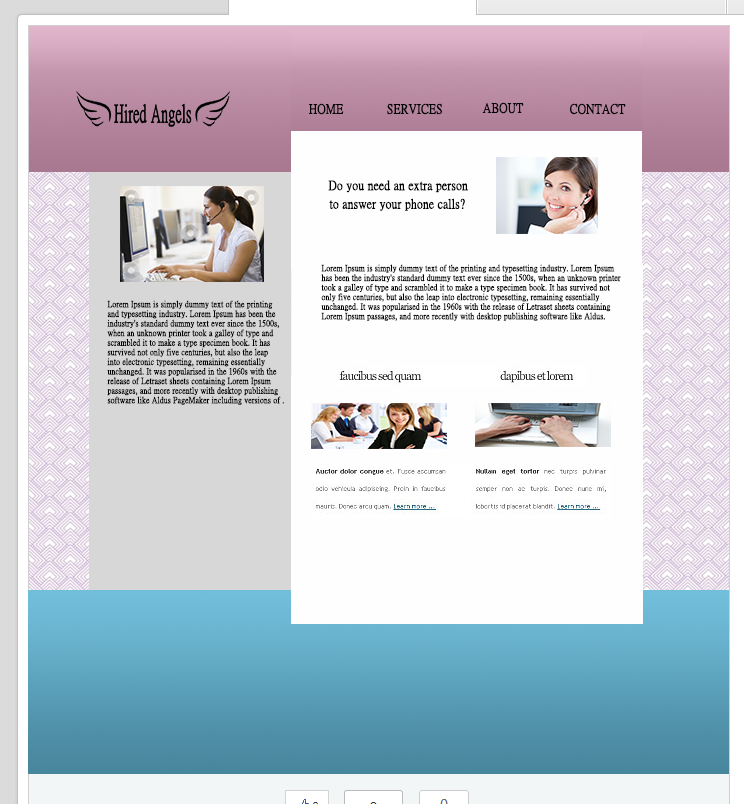 Hired Angels
HOME SERVICES ABOUT CONTACT
Do you need an extra person
to answer your phone calls?
Lorem Ipsum is simply dummy text of the printing
and typesetting industry. Lorem Ipsum has been the
industry's standard dummy text ever since the 1500s,
when an unknown printer took a galley of type and
scrambled it to make a type specimen book. It has
survived not only five centuries, but also the leap
into electronic typesetting, remaining essentially
unchanged. It was popularised in the 1960s with the
release of Letraset sheets containing Lorem Ipsum
passages, and more recently with desktop publishing
software like Aldus PageMaker including versions of .
Lorem Ipsum is simply dummy text of the printing and typesetting industry. Lorem Ipsum
has been the industry's standard dummy text ever since the 1500s, when an unknown printer
took a galley of type and scrambled it to make a type specimen book. It has survived not
only five centuries, but also the leap into electronic typesetting, remaining essentially
unchanged. It was popularised in the 1960s with the release of Letraset sheets containing
Lorem Ipsum passages, and more recently with desktop publishing software like Aldus.
faucibus sed quam
Auctor dolor congue et. Fusce accumsan
odio vehicula adipiscing. Proin in faucibus
mauris. Donec arcu quam. Learn more ...
dapibus et lorem
Nullam eget tortor nec turpis pulvinar
semper non ac turpis. Donec nunc mi,
lobortis id placerat blandit. Learn more ...